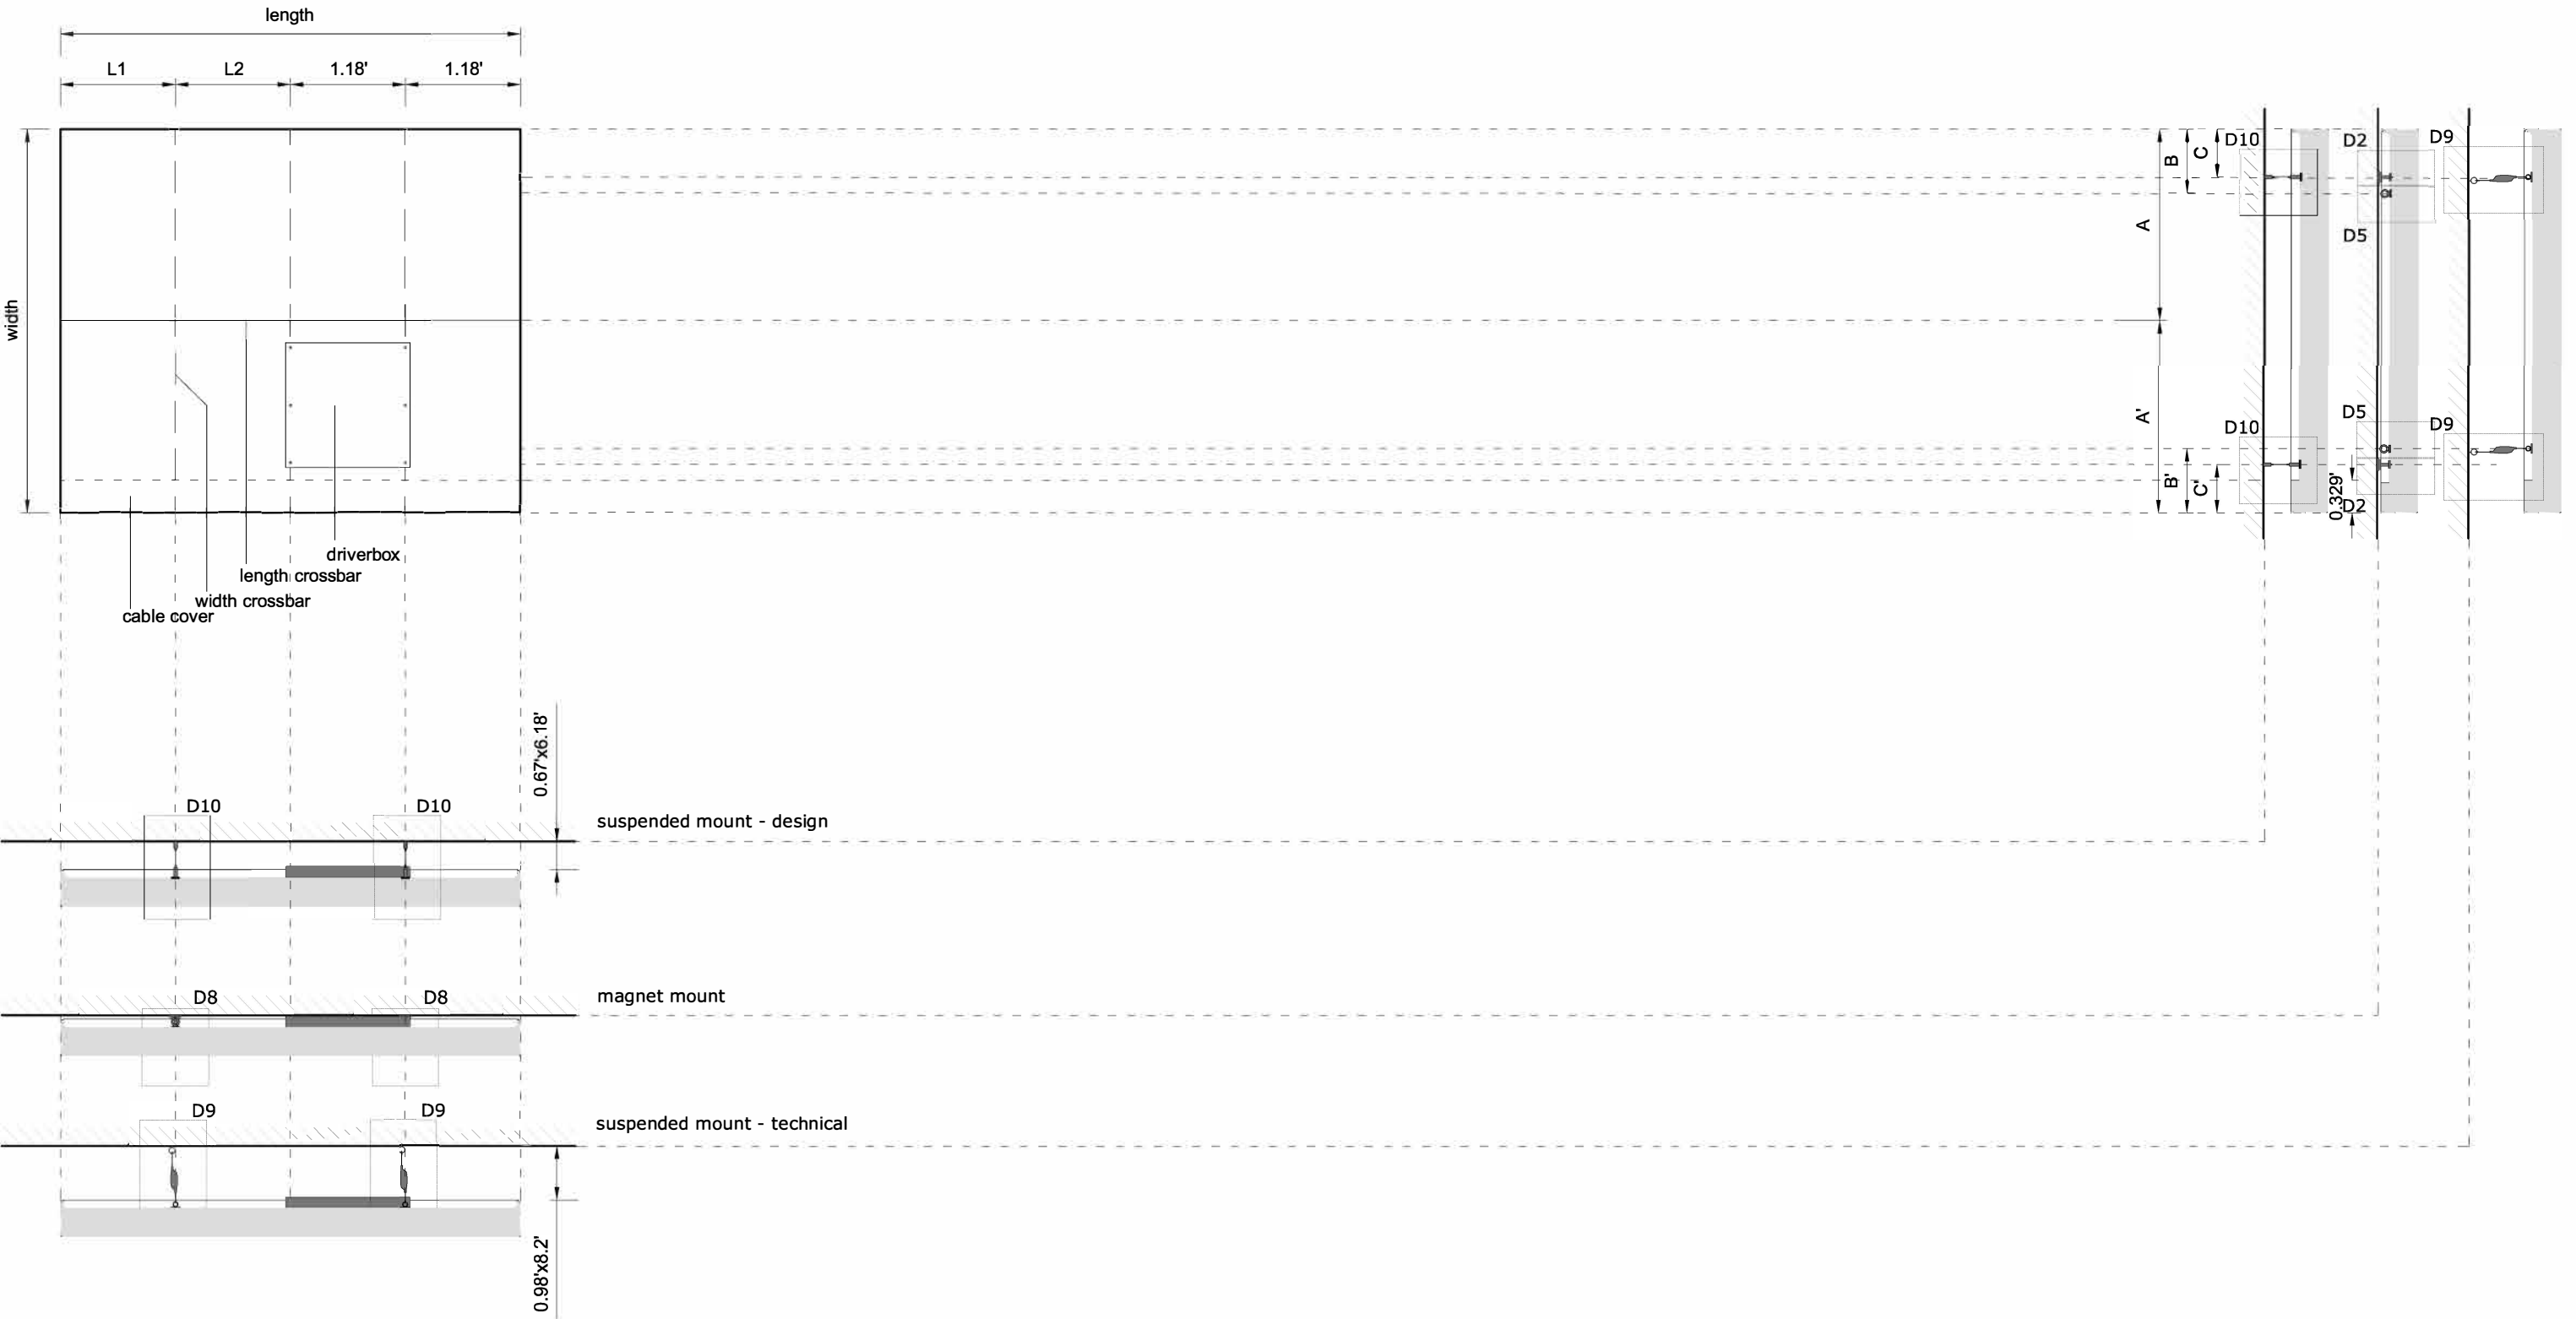 length
L1 L2 1.18' 1.18'
width
driverbox
length crossbar
width crossbar
cable cover
A
B
C
A'
B'
C'
D10
D2
D9
D5
D10
D5
D9
0.329'
D2
0.67'x6.18'
D10 D10
suspended mount - design
D8 D8
magnet mount
D9 D9
suspended mount - technical
0.98'x8.2'